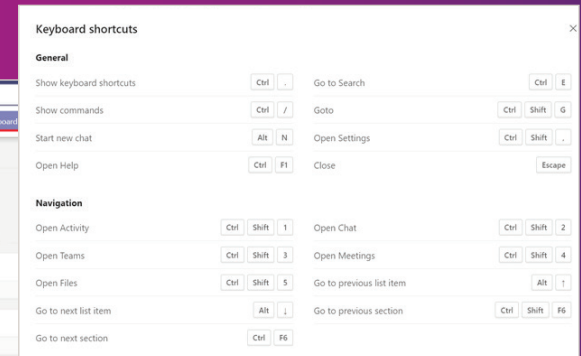 Keyboard shortcuts ×
General
Show keyboard shortcuts Ctrl . Go to Search Ctrl E
Show commands Ctrl / Goto Ctrl Shift G
Start new chat Alt N Open Settings Ctrl Shift ,
Open Help Ctrl F1 Close Escape
Navigation
Open Activity Ctrl Shift 1 Open Chat Ctrl Shift 2
Open Teams Ctrl Shift 3 Open Meetings Ctrl Shift 4
Open Files Ctrl Shift 5 Go to previous list item Alt ↑
Go to next list item Alt ↓ Go to previous section Ctrl Shift F6
Go to next section Ctrl F6